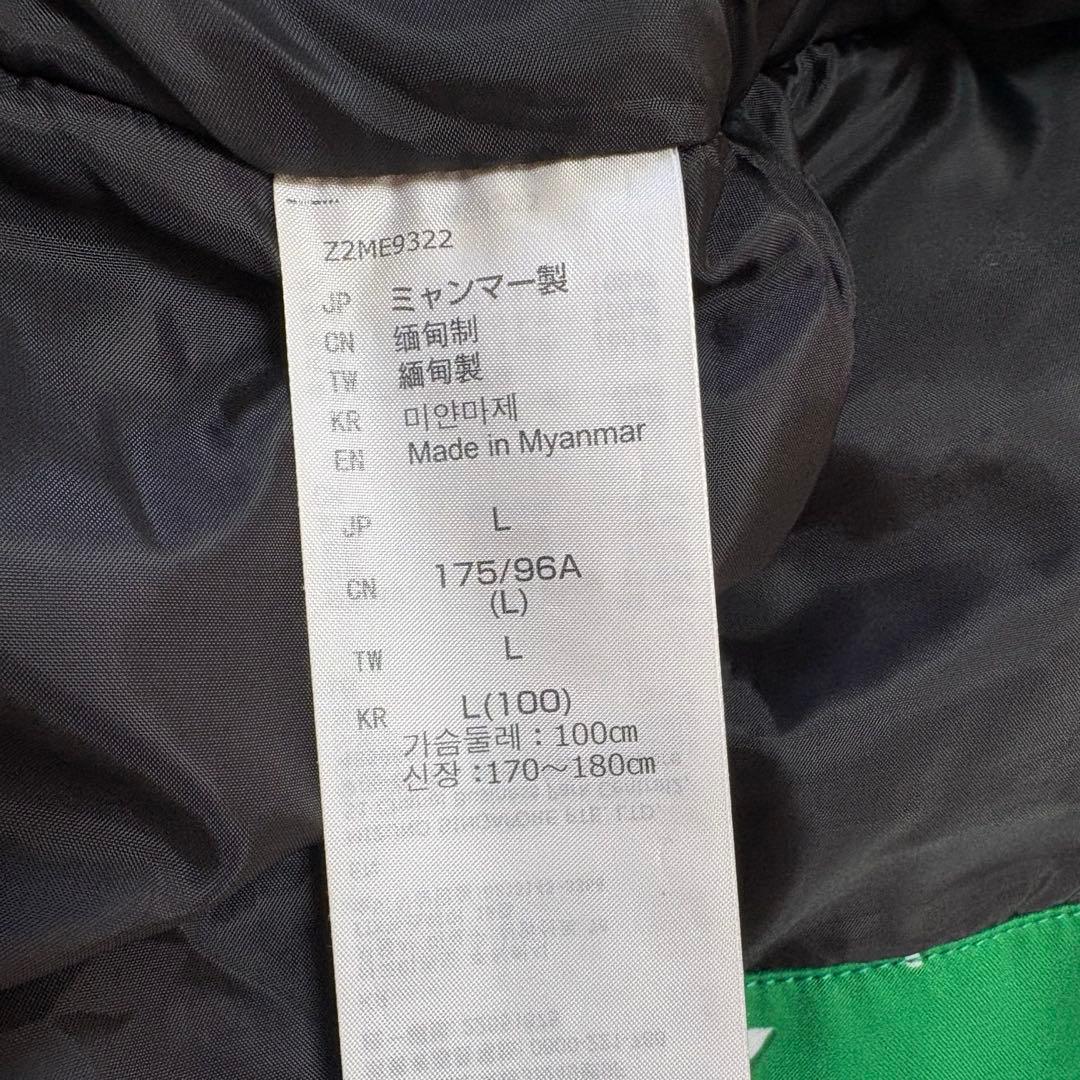 Z2ME9322
JP ミャンマー製
CN 缅甸制
TW 緬甸製
KR 미얀마제
EN Made in Myanmar
JP L
CN 175/96A
(L)
TW L
KR L(100)
가슴둘레 : 100㎝
신장 :170～180㎝